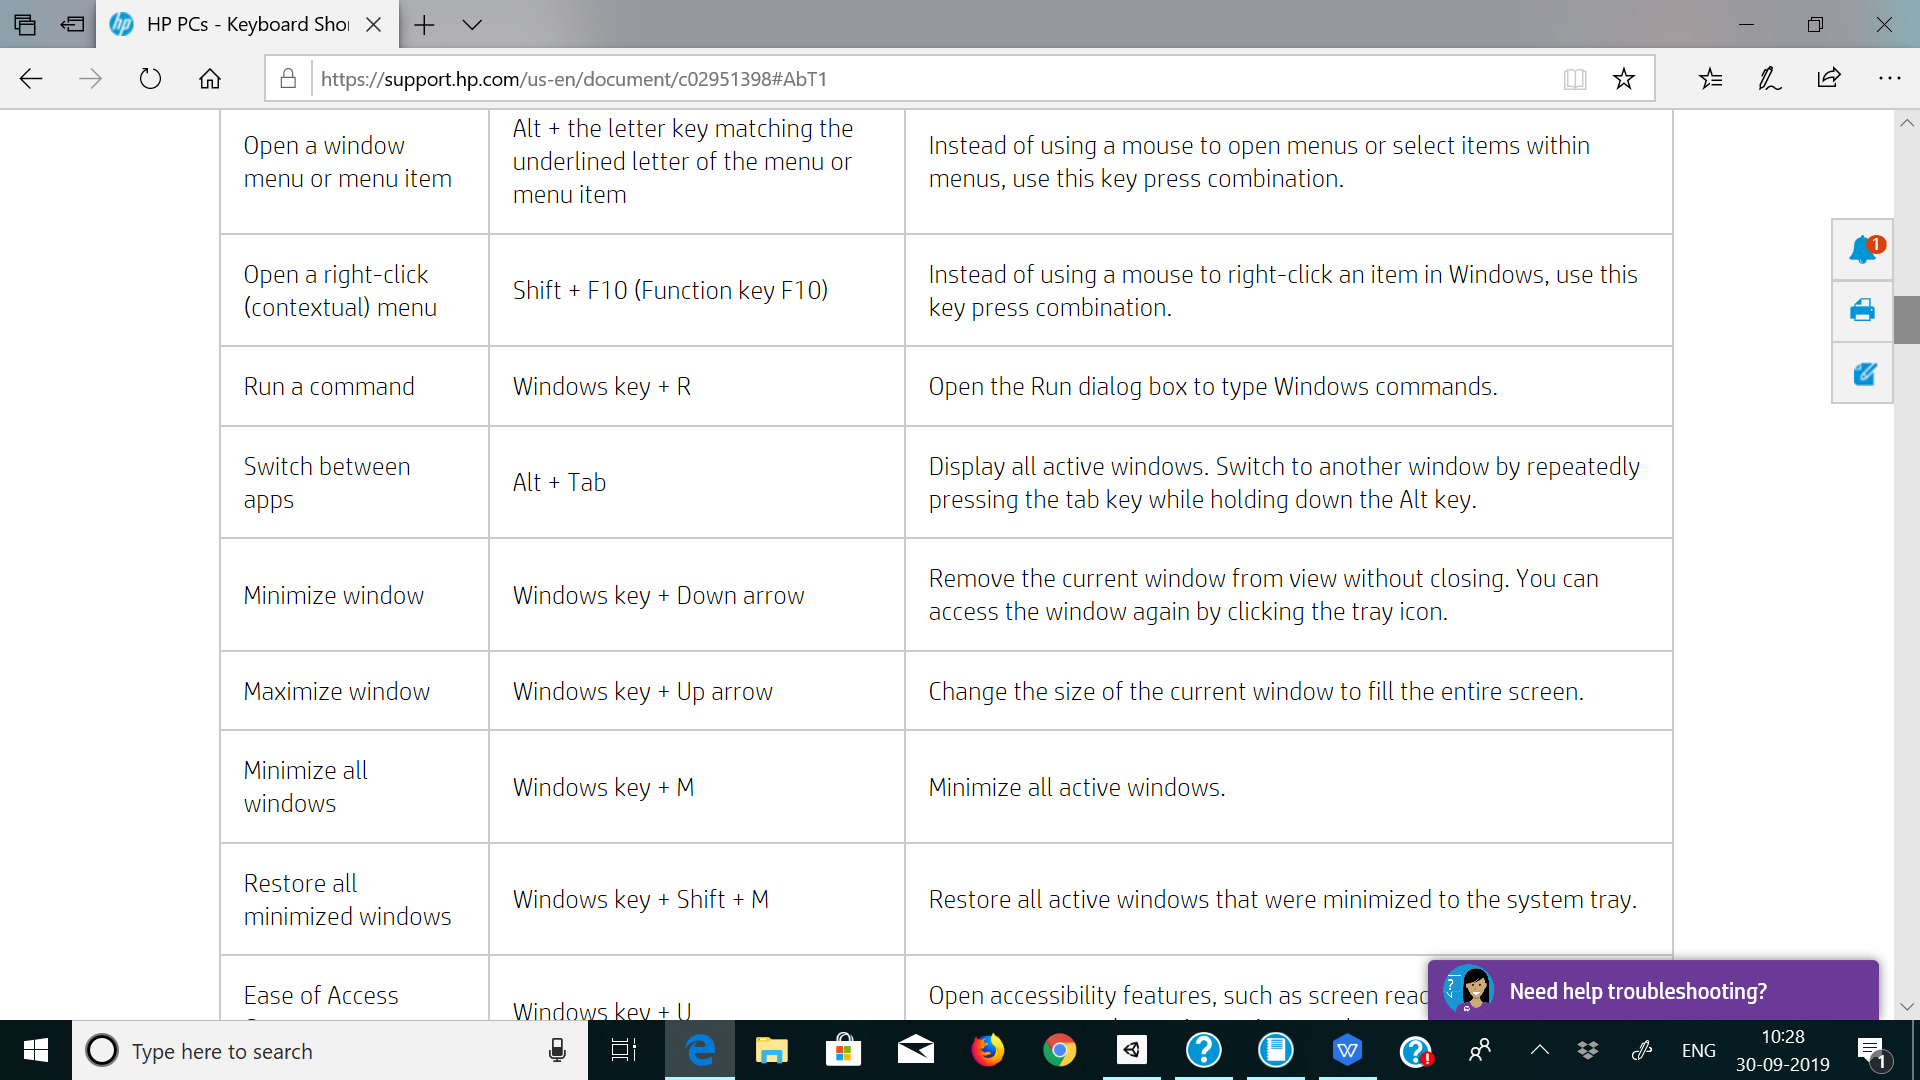 HP PCs - Keyboard Shor
https://support.hp.com/us-en/document/c02951398#AbT1
Open a window
menu or menu item
Alt + the letter key matching the
underlined letter of the menu or
menu item
Instead of using a mouse to open menus or select items within
menus, use this key press combination.
Open a right-click
(contextual) menu
Shift + F10 (Function key F10)
Instead of using a mouse to right-click an item in Windows, use this
key press combination.
Run a command
Windows key + R
Open the Run dialog box to type Windows commands.
Switch between
apps
Alt + Tab
Display all active windows. Switch to another window by repeatedly
pressing the tab key while holding down the Alt key.
Minimize window
Windows key + Down arrow
Remove the current window from view without closing. You can
access the window again by clicking the tray icon.
Maximize window
Windows key + Up arrow
Change the size of the current window to fill the entire screen.
Minimize all
windows
Windows key + M
Minimize all active windows.
Restore all
minimized windows
Windows key + Shift + M
Restore all active windows that were minimized to the system tray.
Ease of Access
Windows key + U
Open accessibility features, such as screen read
1
Need help troubleshooting?
Type here to search
ENG
10:28
30-09-2019
1